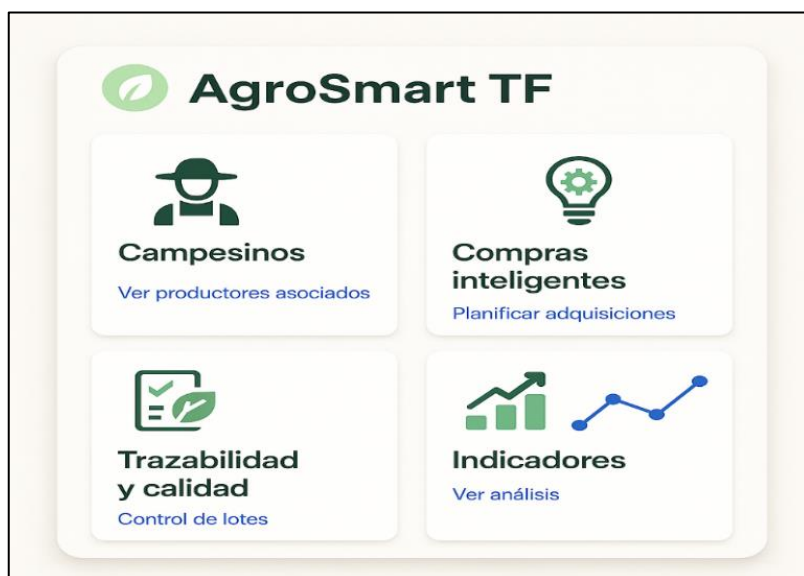 AgroSmart TF
Campesinos
Ver productores asociados
Compras
inteligentes
Planificar adquisiciones
Trazabilidad
y calidad
Control de lotes
Indicadores
Ver análisis